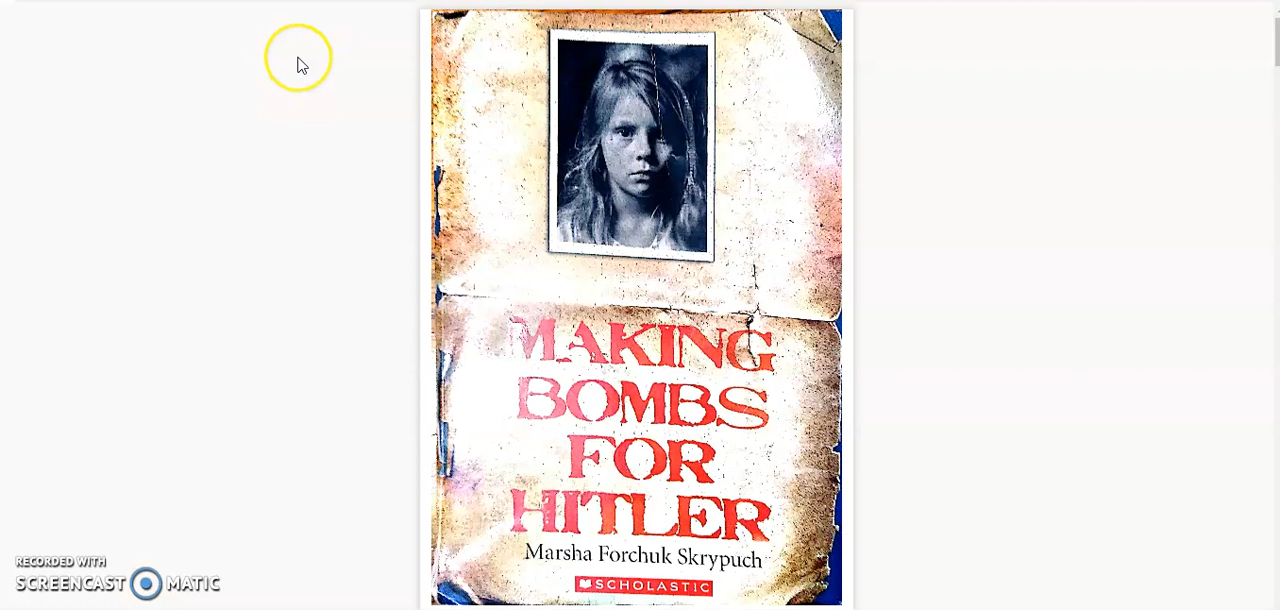 MAKING
BOMBS
FOR
HITLER
Marsha Forchuk Skrypuch
SCHOLASTIC
RECORDED WITH
SCREENCAST MATIC